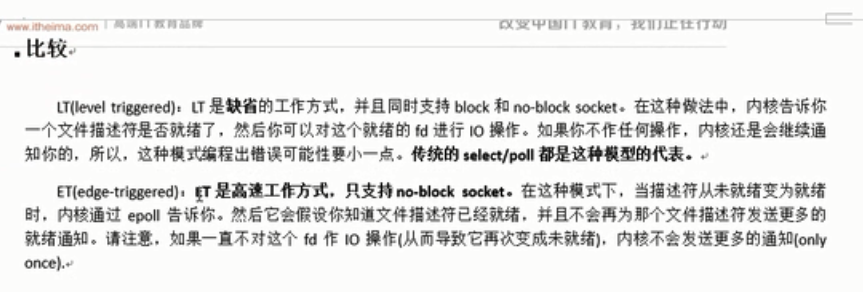 www.itheima.com | 高端IT教育品牌
改变中国IT教育，我们正在行动
比较
LT(level triggered)：LT 是缺省的工作方式，并且同时支持 block 和 no-block socket。在这种做法中，内核告诉你
一个文件描述符是否就绪了，然后你可以对这个就绪的 fd 进行 IO 操作。如果你不作任何操作，内核还是会继续通
知你的，所以，这种模式编程出错误可能性要小一点。传统的 select/poll 都是这种模型的代表。
ET(edge-triggered)：ET 是高速工作方式，只支持 no-block socket。在这种模式下，当描述符从未就绪变为就绪
时，内核通过 epoll 告诉你。然后它会假设你知道文件描述符已经就绪，并且不会再为那个文件描述符发送更多的
就绪通知。请注意，如果一直不对这个 fd 作 IO 操作(从而导致它再次变成未就绪)，内核不会发送更多的通知(only
once).